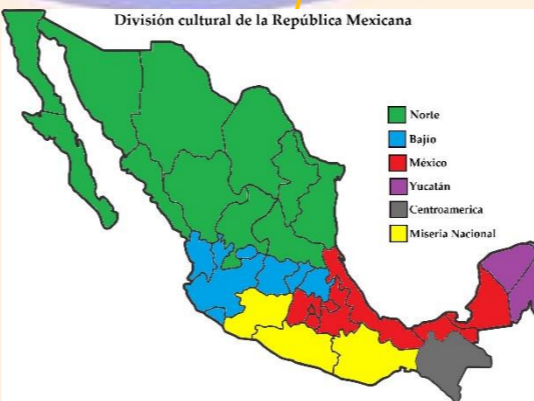 División cultural de la República Mexicana
Norte
Bajío
México
Yucatán
Centroamerica
Miseria Nacional